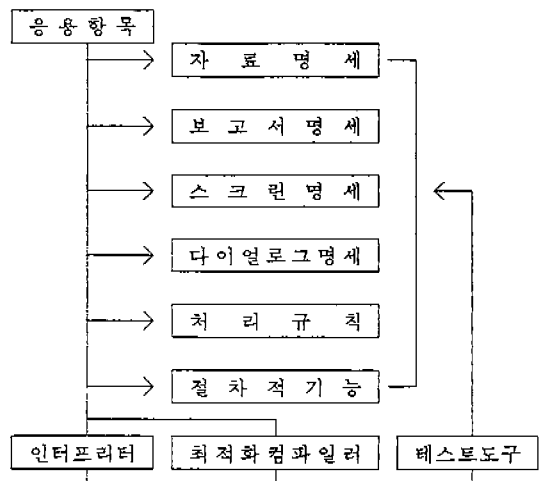 응용항목
자료명세
보고서명세
스크린명세
다이얼로그명세
처리규칙
절차적기능
인터프리터 최적화컴파일러 테스트도구